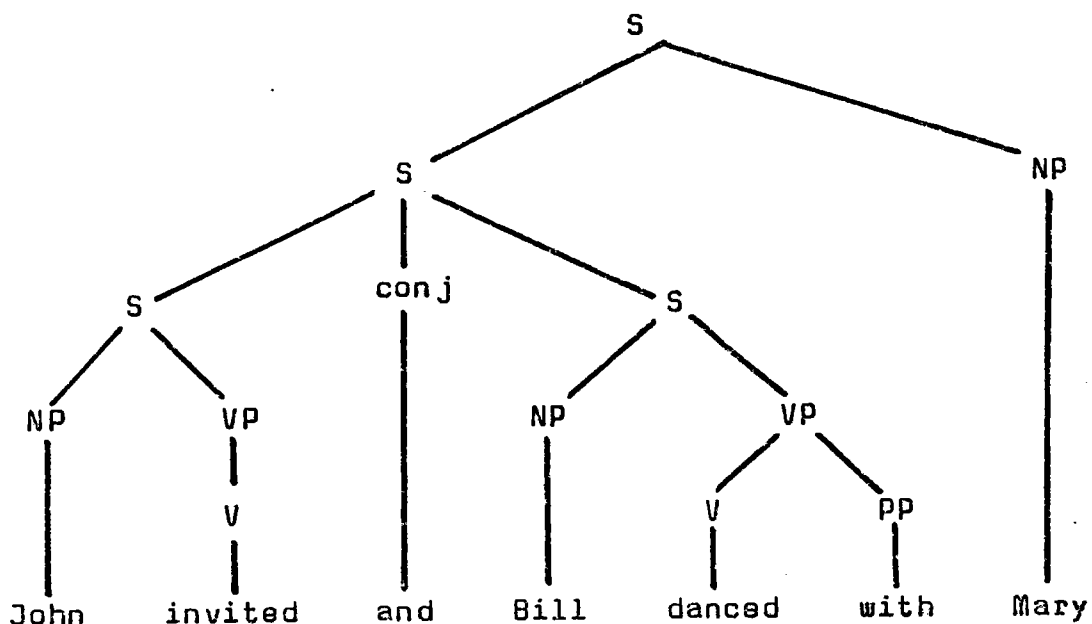 S
S NP
conj
S S
NP VP NP VP
V V PP
John invited and Bill danced with Mary